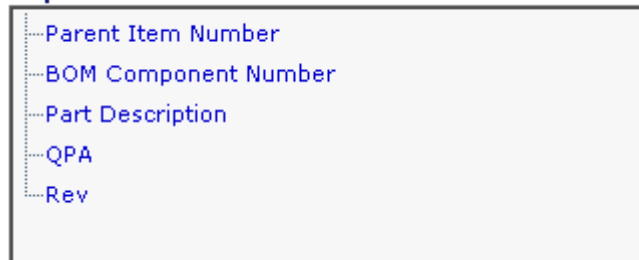 Parent Item Number
BOM Component Number
Part Description
QPA
Rev